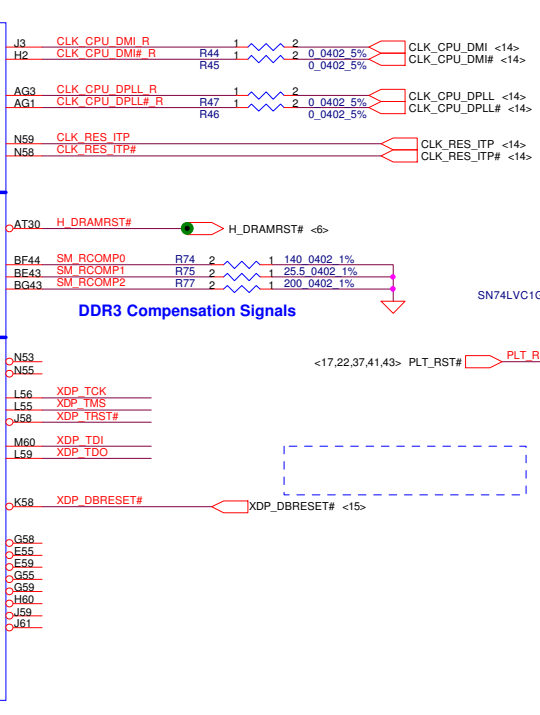 J3 CLK_CPU_DMI_R 1 2 CLK_CPU_DMI <14>
H2 CLK_CPU_DMI#_R R44 1 2 0_0402_5% CLK_CPU_DMI# <14>
R45 0_0402_5%
AG3 CLK_CPU_DPLL_R 1 2 CLK_CPU_DPLL <14>
AG1 CLK_CPU_DPLL#_R R47 1 2 0_0402_5% CLK_CPU_DPLL# <14>
R46 0_0402_5%
N59 CLK_RES_ITP CLK_RES_ITP <14>
N58 CLK_RES_ITP# CLK_RES_ITP# <14>
AT30 H_DRAMRST# H_DRAMRST# <6>
BF44 SM_RCOMP0 R74 2 1 140_0402_1%
BE43 SM_RCOMP1 R75 2 1 25.5_0402_1%
BG43 SM_RCOMP2 R77 2 1 200_0402_1%
SN74LVC1G
DDR3 Compensation Signals
N53
N55
<17,22,37,41,43> PLT_RST# PLT_R
L56 XDP_TCK
L55 XDP_TMS
J58 XDP_TRST#
M60 XDP_TDI
L59 XDP_TDO
K58 XDP_DBRESET# XDP_DBRESET# <15>
G58
E55
E59
G55
G59
H60
J59
J61